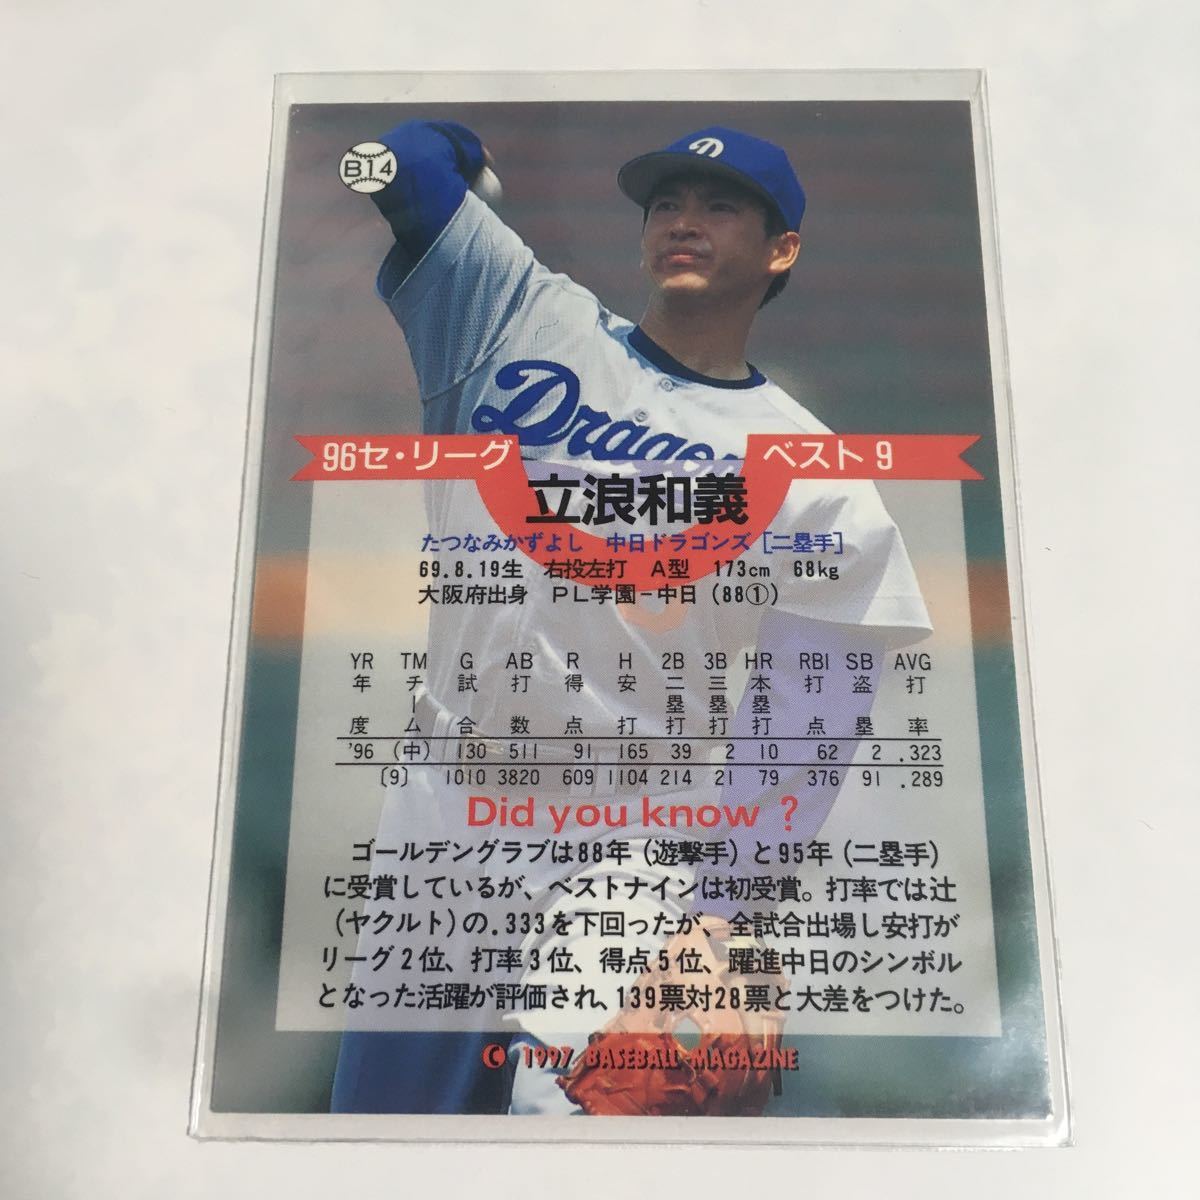 B14
D
Drago
96セ・リーグ ベスト9
立浪和義
たつなみかずよし 中日ドラゴンズ [二塁手]
69.8.19生 右投左打 A型 173cm 68kg
大阪府出身 PL学園－中日(88①)
YR TM G AB R H 2B 3B HR RBI SB AVG
年度 チーム 試合 打数 得点 安打 二塁打 三塁打 本塁打 打点 盗塁 打率
'96 (中) 130 511 91 165 39 2 10 62 2 .323
〔9〕 1010 3820 609 1104 214 21 79 376 91 .289
Did you know ?
ゴールデングラブは88年(遊撃手)と95年(二塁手)
に受賞しているが、ベストナインは初受賞。打率では辻
(ヤクルト)の.333を下回ったが、全試合出場し安打が
リーグ2位、打率3位、得点5位、躍進中日のシンボル
となった活躍が評価され、139票対28票と大差をつけた。
© 1997 BASEBALL-MAGAZINE